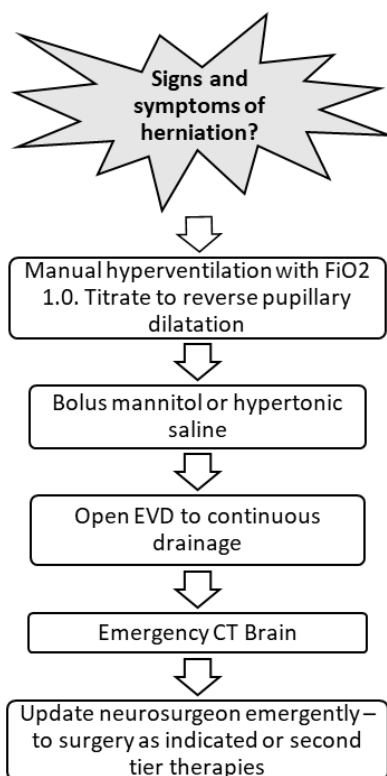 Signs and
symptoms of
herniation?
Manual hyperventilation with FiO2
1.0. Titrate to reverse pupillary
dilatation
Bolus mannitol or hypertonic
saline
Open EVD to continuous
drainage
Emergency CT Brain
Update neurosurgeon emergently –
to surgery as indicated or second
tier therapies